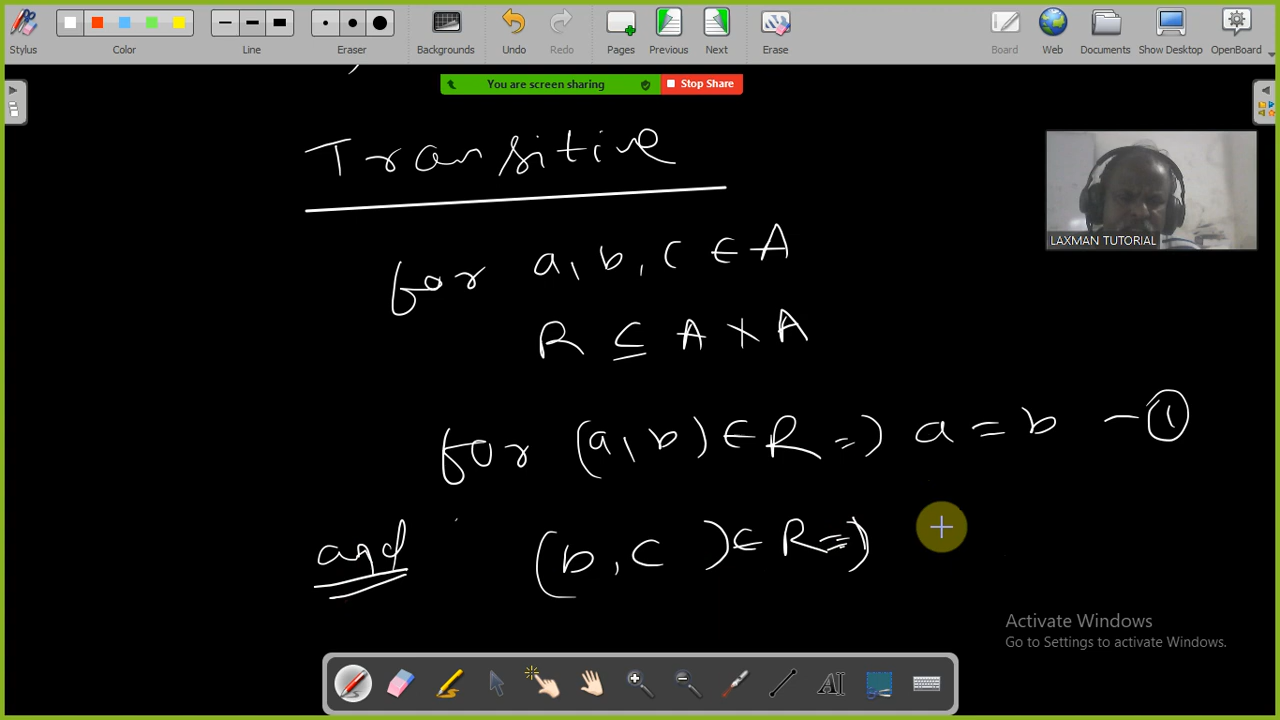 Stylus
Color
Line
Eraser
Backgrounds
Undo
Redo
Pages
Previous
Next
Erase
Board
Web
Documents
Show Desktop
OpenBoard
You are screen sharing
Stop Share
Transitive
LAXMAN TUTORIAL
for a, b, c ∈ A
R ⊆ A × A
for (a, b) ∈ R => a = b - ①
and (b, c) ∈ R =>
Activate Windows
Go to Settings to activate Windows.
AI